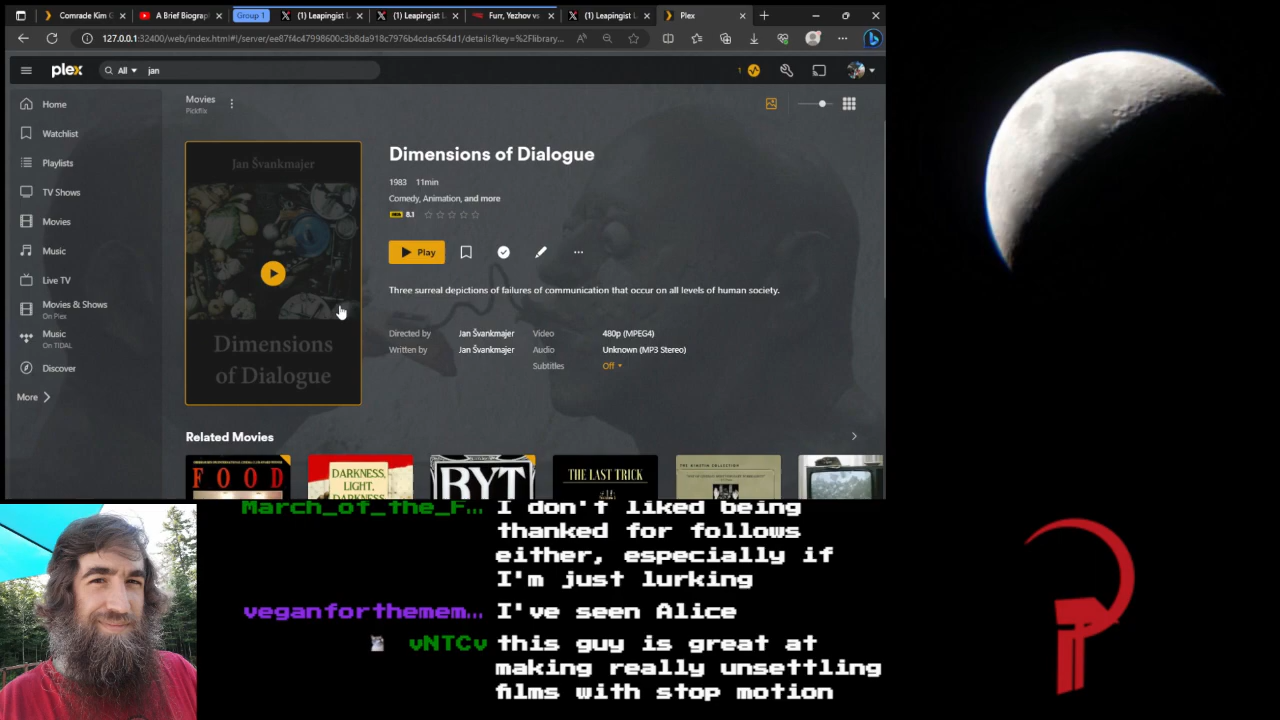 Comrade Kim G
A Brief Biograp
Group 1
(1) Leapingist L
(1) Leapingist L
Furr, Yezhov vs
(1) Leapingist L
Plex
127.0.0.1:32400/web/index.html#!/server/ee87f4c47998600c3b8da918c7976b4cdac654d1/details?key=%2Flibrary...
plex
All
jan
1
Home
Watchlist
Playlists
TV Shows
Movies
Music
Live TV
Movies & Shows
On Plex
Music
On TIDAL
Discover
More
Movies
Pickflix
Jan Švankmajer
Dimensions
of Dialogue
Dimensions of Dialogue
1983 11min
Comedy, Animation, and more
8.1
Play
Three surreal depictions of failures of communication that occur on all levels of human society.
Directed by Jan Švankmajer Video 480p (MPEG4)
Written by Jan Švankmajer Audio Unknown (MP3 Stereo)
Subtitles Off
Related Movies
FOOD
DARKNESS,
LIGHT,
DARKNESS
BYT
THE LAST TRICK
March_of_the_F... I don't liked being
thanked for follows
either, especially if
I'm just lurking
veganforthemem... I've seen Alice
vNTCv this guy is great at
making really unsettling
films with stop motion